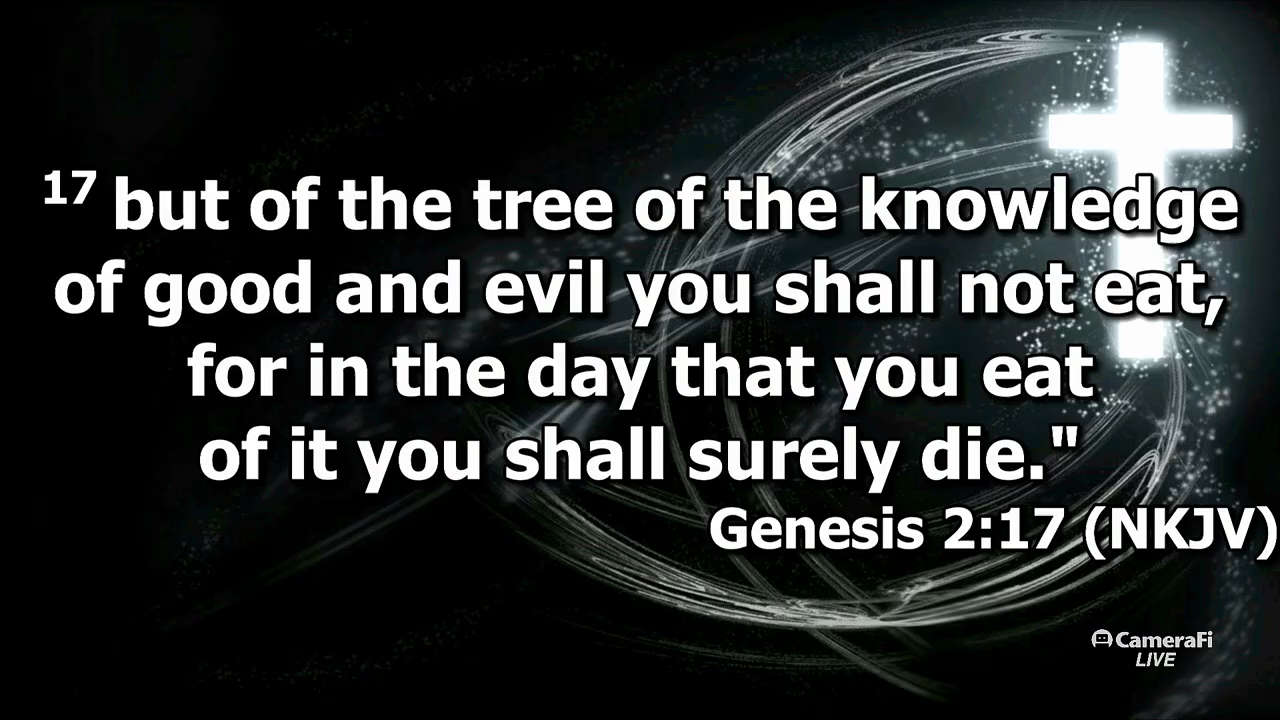 17 but of the tree of the knowledge
of good and evil you shall not eat,
for in the day that you eat
of it you shall surely die."
Genesis 2:17 (NKJV)
CameraFi
LIVE